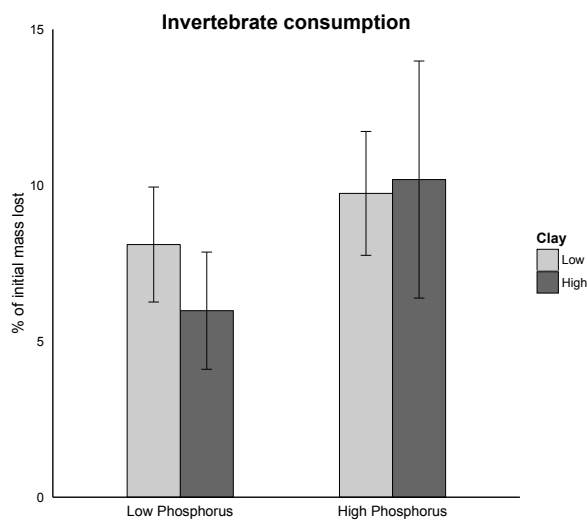 Invertebrate consumption
% of initial mass lost
15
10
5
0
Low Phosphorus
High Phosphorus
Clay
Low
High